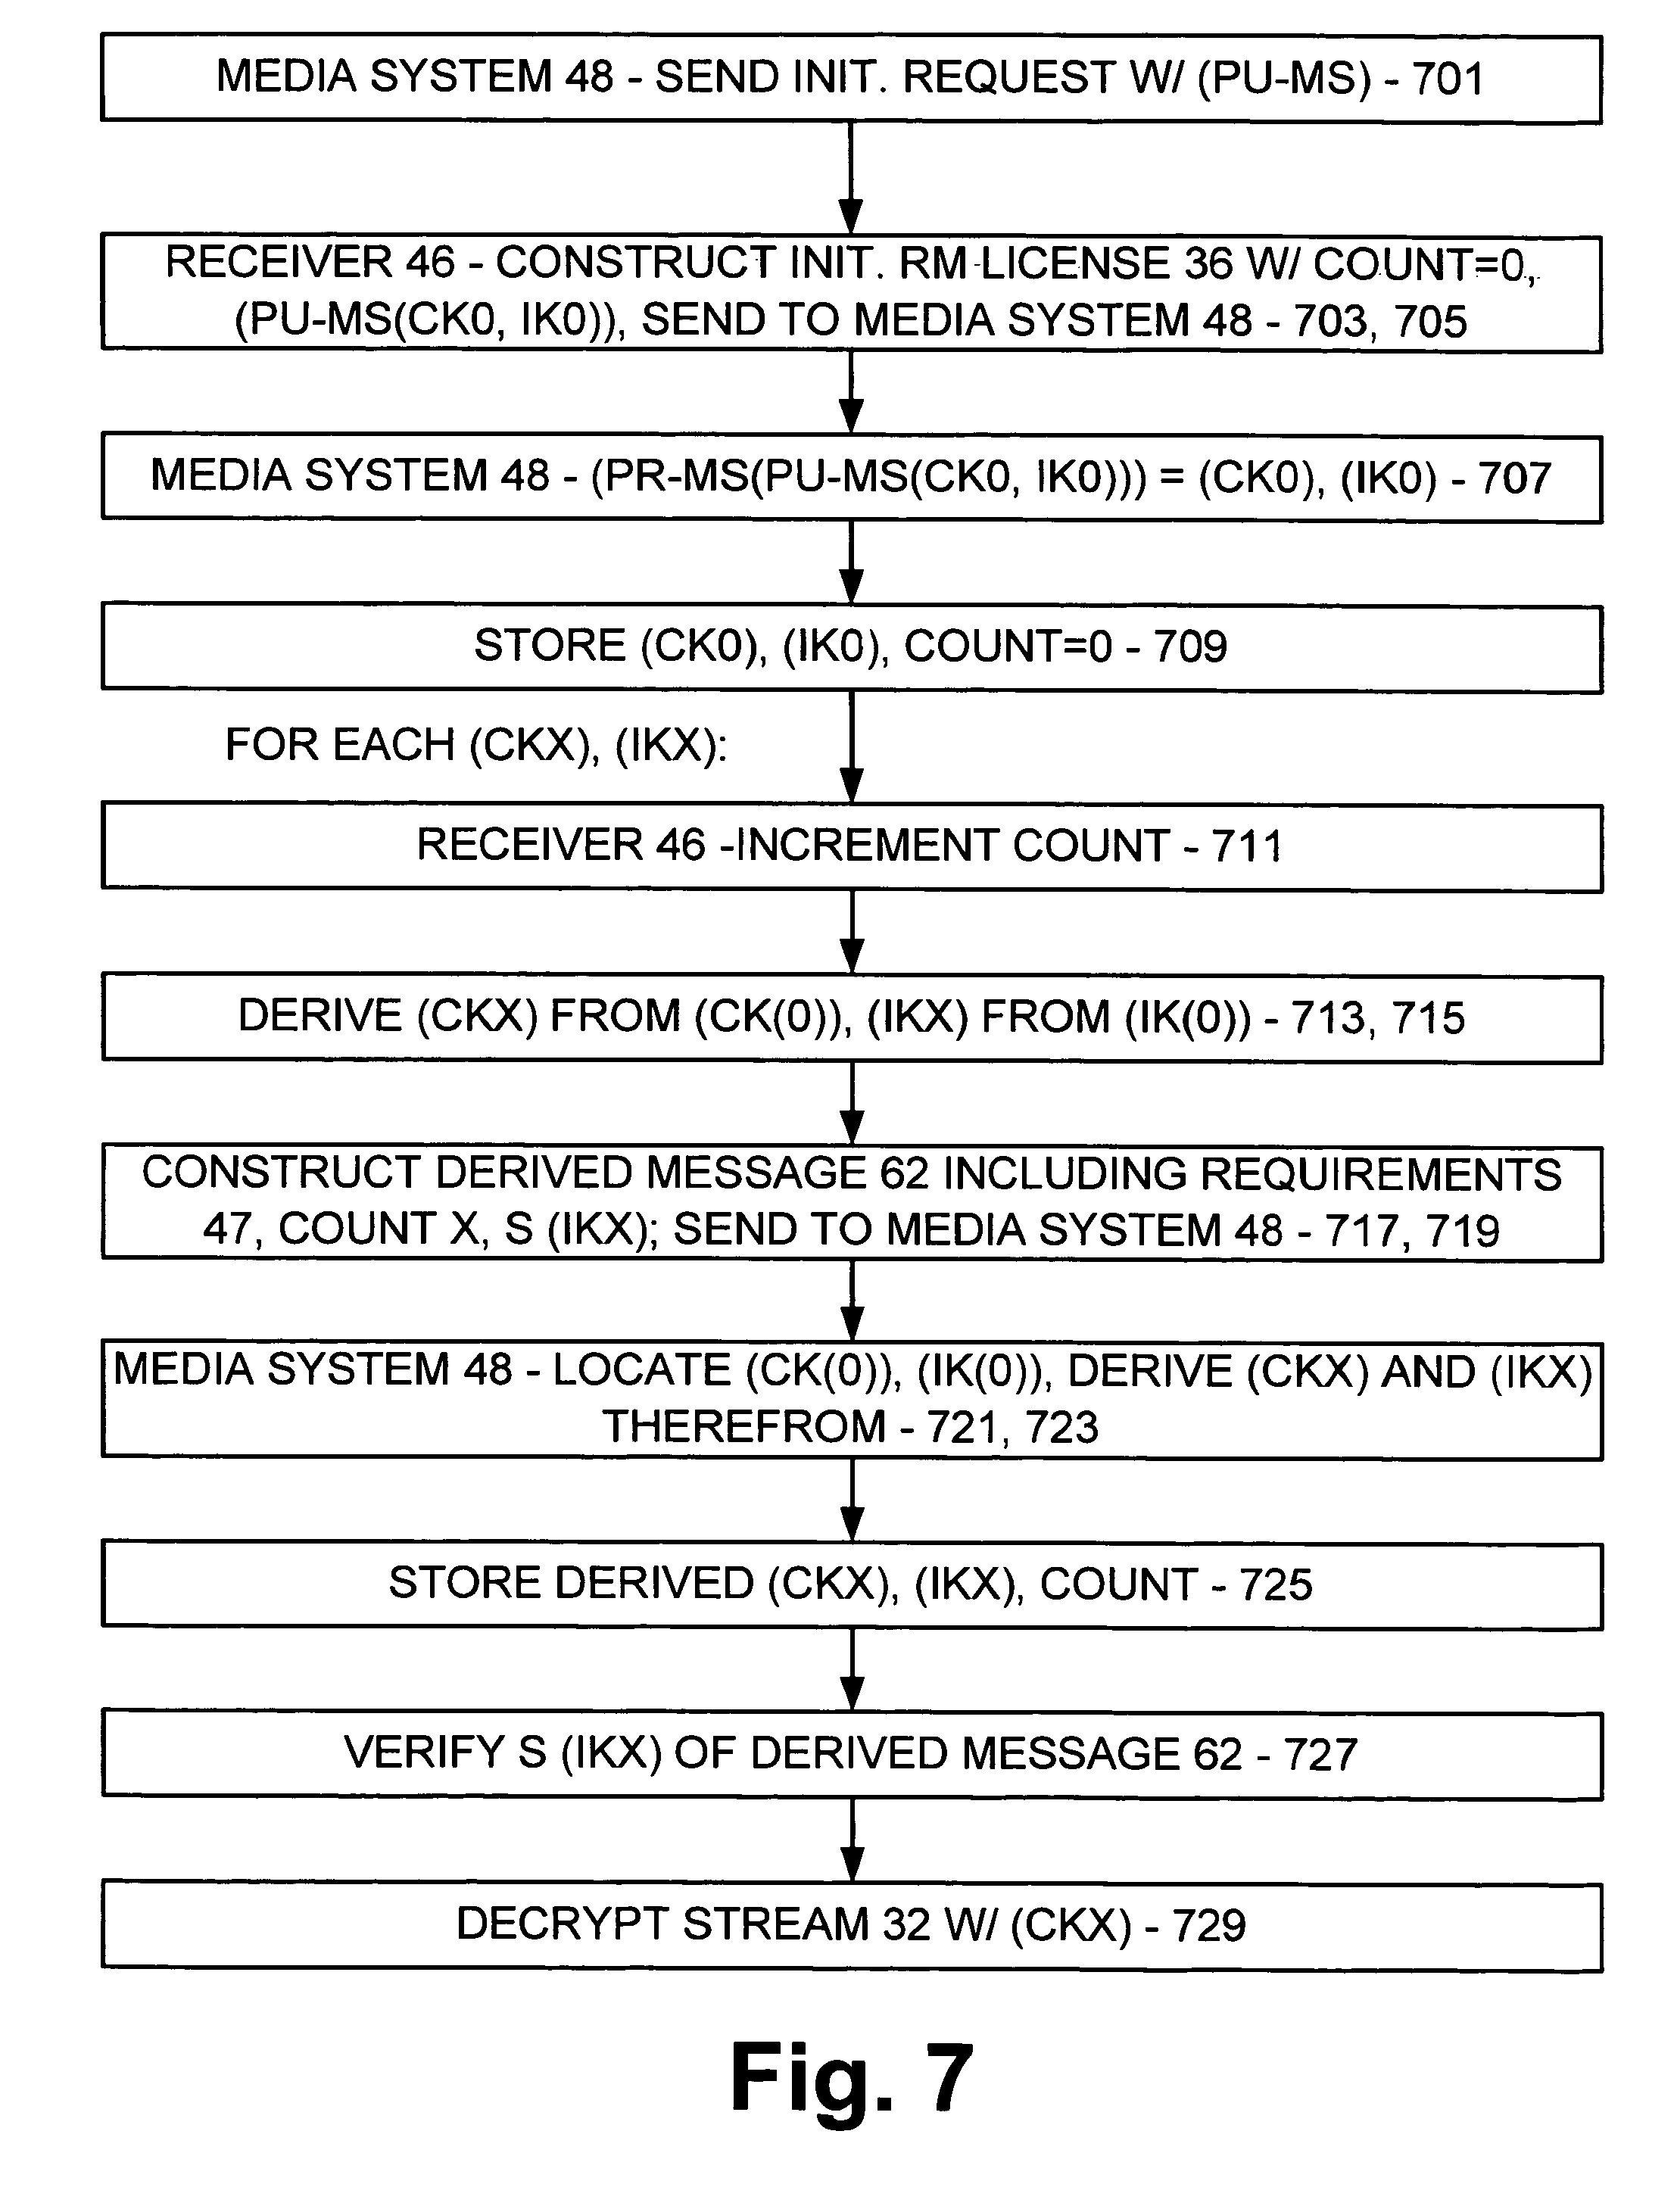 MEDIA SYSTEM 48 - SEND INIT. REQUEST W/ (PU-MS) - 701
RECEIVER 46 - CONSTRUCT INIT. RM LICENSE 36 W/ COUNT=0,
(PU-MS(CK0, IK0)), SEND TO MEDIA SYSTEM 48 - 703, 705
MEDIA SYSTEM 48 - (PR-MS(PU-MS(CK0, IK0))) = (CK0), (IK0) - 707
STORE (CK0), (IK0), COUNT=0 - 709
FOR EACH (CKX), (IKX):
RECEIVER 46 -INCREMENT COUNT - 711
DERIVE (CKX) FROM (CK(0)), (IKX) FROM (IK(0)) - 713, 715
CONSTRUCT DERIVED MESSAGE 62 INCLUDING REQUIREMENTS
47, COUNT X, S (IKX); SEND TO MEDIA SYSTEM 48 - 717, 719
MEDIA SYSTEM 48 - LOCATE (CK(0)), (IK(0)), DERIVE (CKX) AND (IKX)
THEREFROM - 721, 723
STORE DERIVED (CKX), (IKX), COUNT - 725
VERIFY S (IKX) OF DERIVED MESSAGE 62 - 727
DECRYPT STREAM 32 W/ (CKX) - 729
Fig. 7